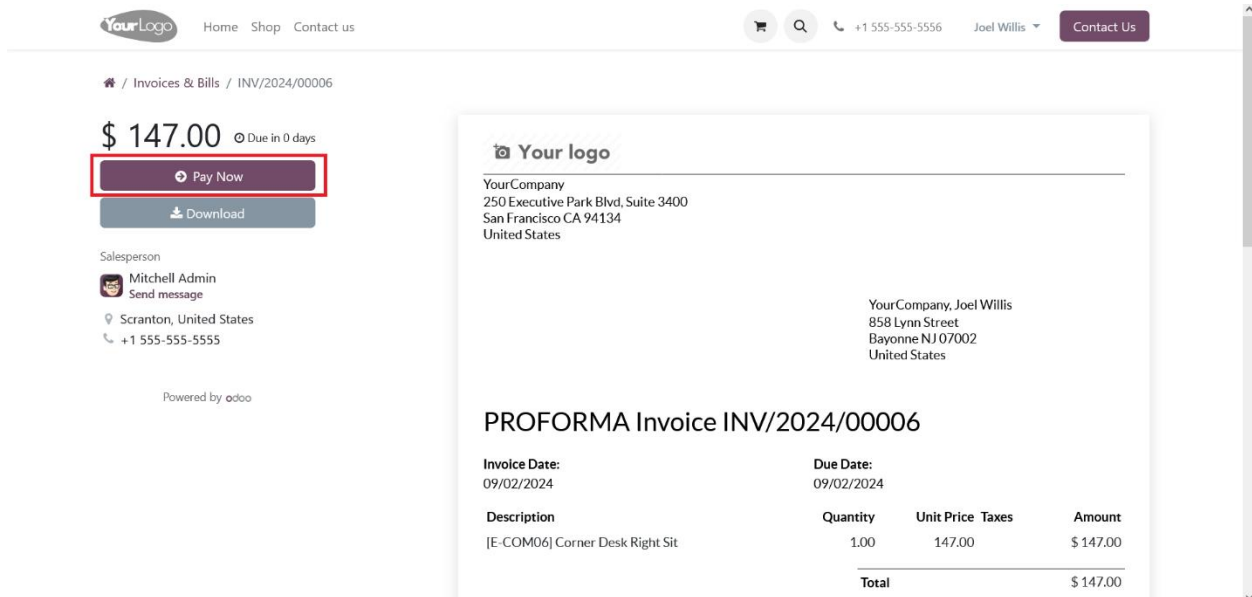 YourLogo Home Shop Contact us +1 555-555-5556 Joel Willis Contact Us
/ Invoices & Bills / INV/2024/00006
$ 147.00 Due in 0 days
Pay Now
Download
Salesperson
Mitchell Admin
Send message
Scranton, United States
+1 555-555-5555
Powered by odoo
Your logo
YourCompany
250 Executive Park Blvd, Suite 3400
San Francisco CA 94134
United States
YourCompany, Joel Willis
858 Lynn Street
Bayonne NJ 07002
United States
PROFORMA Invoice INV/2024/00006
Invoice Date: Due Date:
09/02/2024 09/02/2024
Description Quantity Unit Price Taxes Amount
[E-COM06] Corner Desk Right Sit 1.00 147.00 $ 147.00
Total $ 147.00